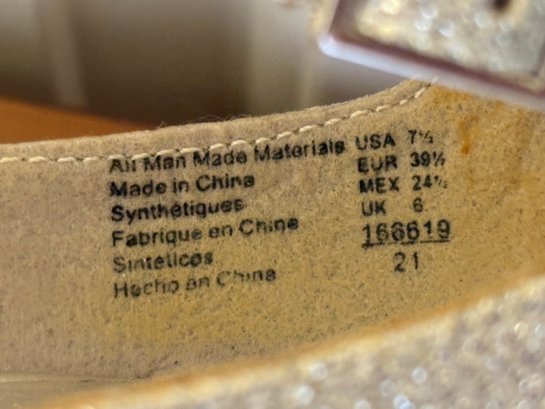 All Man Made Materials USA 7½
Made in China EUR 39½
Synthétiques MEX 24½
Fabrique en Chine UK 6
Sinteticos 166619
Hecho en China 21